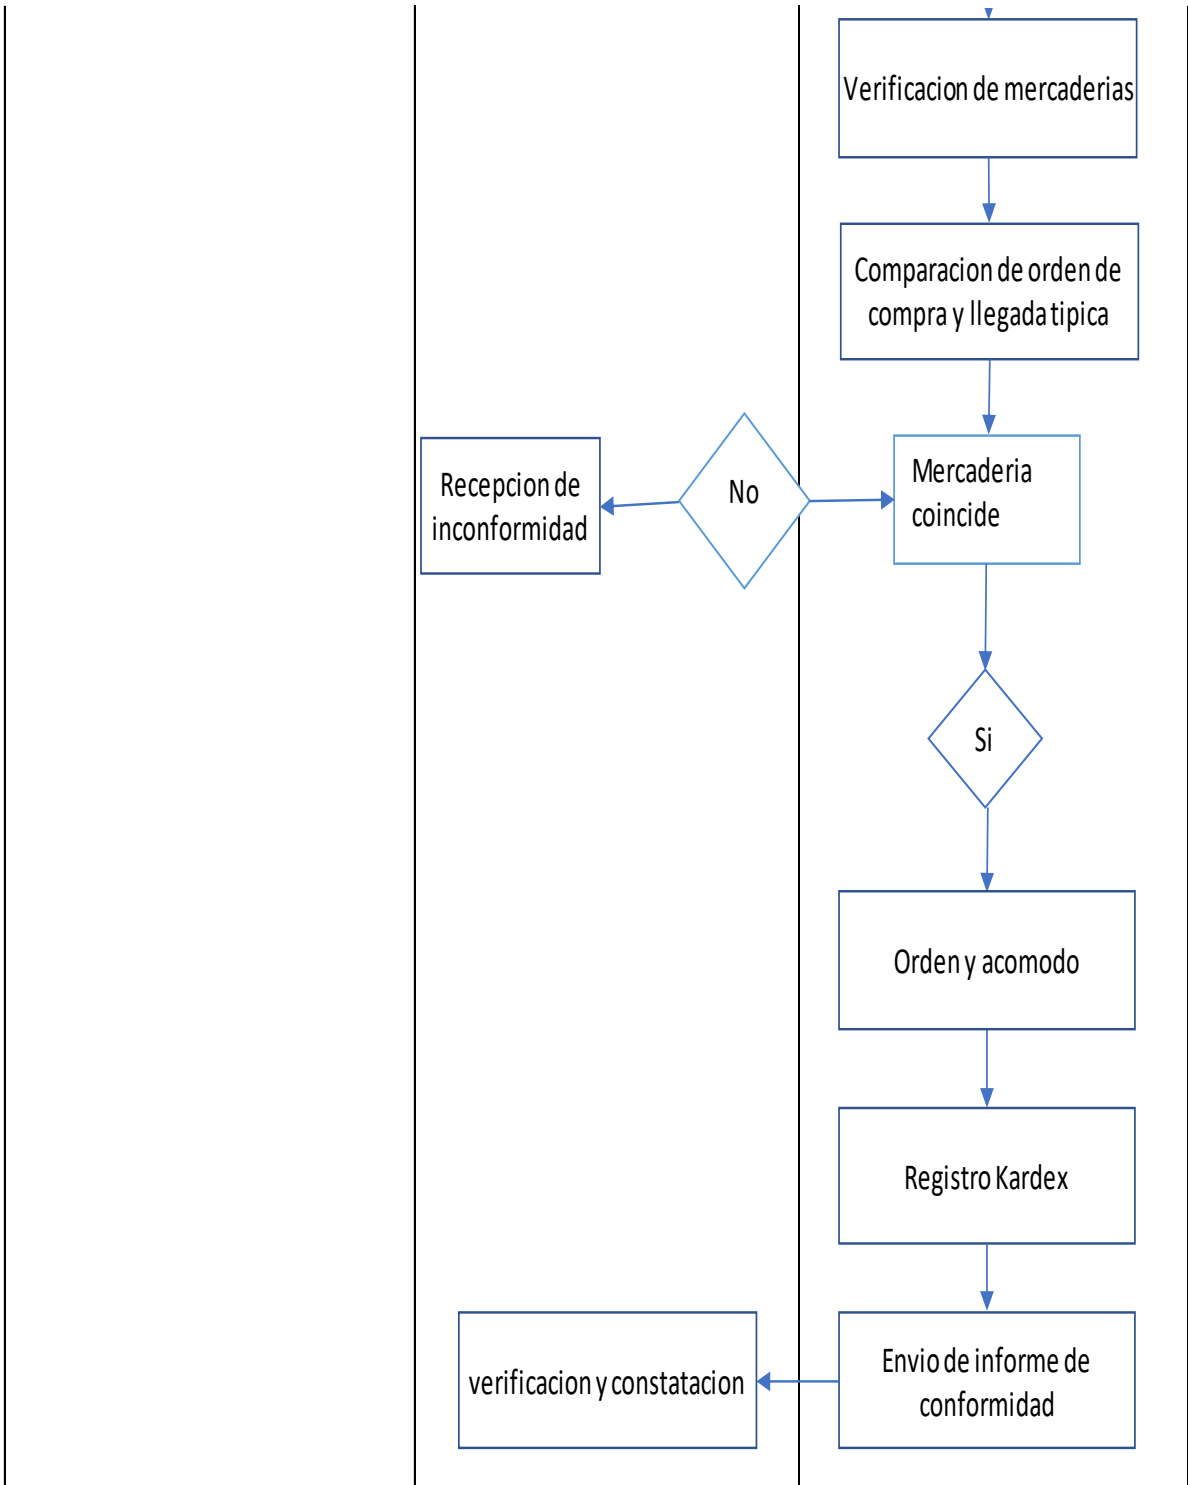 Verificacion de mercaderias
Comparacion de orden de
compra y llegada tipica
Recepcion de
inconformidad
No
Mercaderia
coincide
Si
Orden y acomodo
Registro Kardex
verificacion y constatacion
Envio de informe de
conformidad